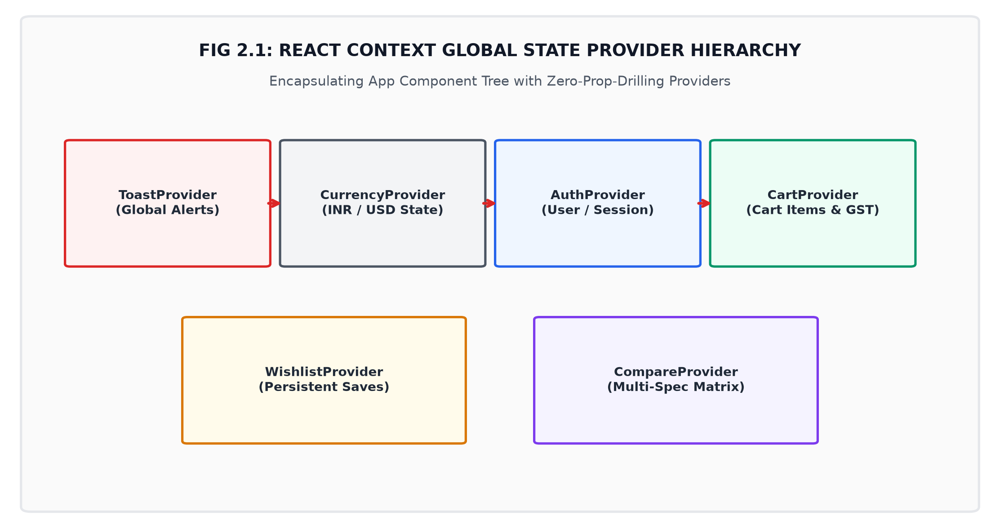 FIG 2.1: REACT CONTEXT GLOBAL STATE PROVIDER HIERARCHY
Encapsulating App Component Tree with Zero-Prop-Drilling Providers
ToastProvider
(Global Alerts)
CurrencyProvider
(INR / USD State)
AuthProvider
(User / Session)
CartProvider
(Cart Items & GST)
WishlistProvider
(Persistent Saves)
CompareProvider
(Multi-Spec Matrix)